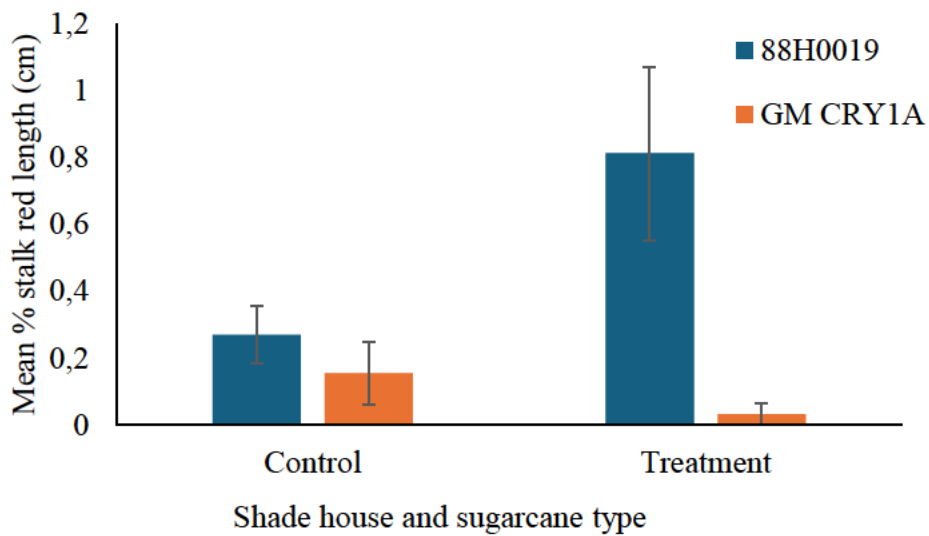 Mean % stalk red length (cm)
1,2
1
0,8
0,6
0,4
0,2
0
88H0019
GM CRY1A
Control
Treatment
Shade house and sugarcane type